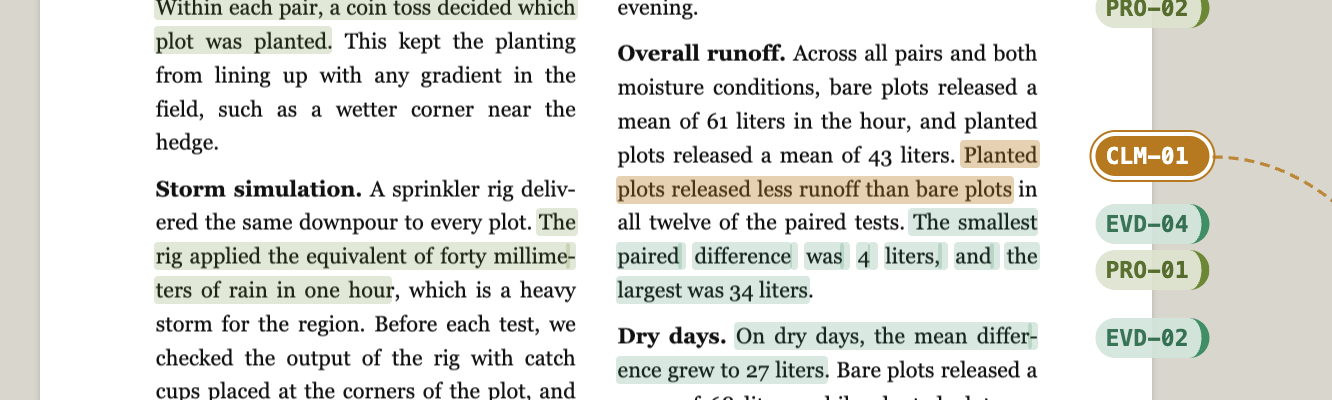 Within each pair, a coin toss decided which
plot was planted. This kept the planting
from lining up with any gradient in the
field, such as a wetter corner near the
hedge.
Storm simulation. A sprinkler rig deliv-
ered the same downpour to every plot. The
rig applied the equivalent of forty millime-
ters of rain in one hour, which is a heavy
storm for the region. Before each test, we
checked the output of the rig with catch
cups placed at the corners of the plot, and
evening.
Overall runoff. Across all pairs and both
moisture conditions, bare plots released a
mean of 61 liters in the hour, and planted
plots released a mean of 43 liters. Planted
plots released less runoff than bare plots in
all twelve of the paired tests. The smallest
paired difference was 4 liters, and the
largest was 34 liters.
Dry days. On dry days, the mean differ-
ence grew to 27 liters. Bare plots released a
PRO-02
CLM-01
EVD-04
PRO-01
EVD-02